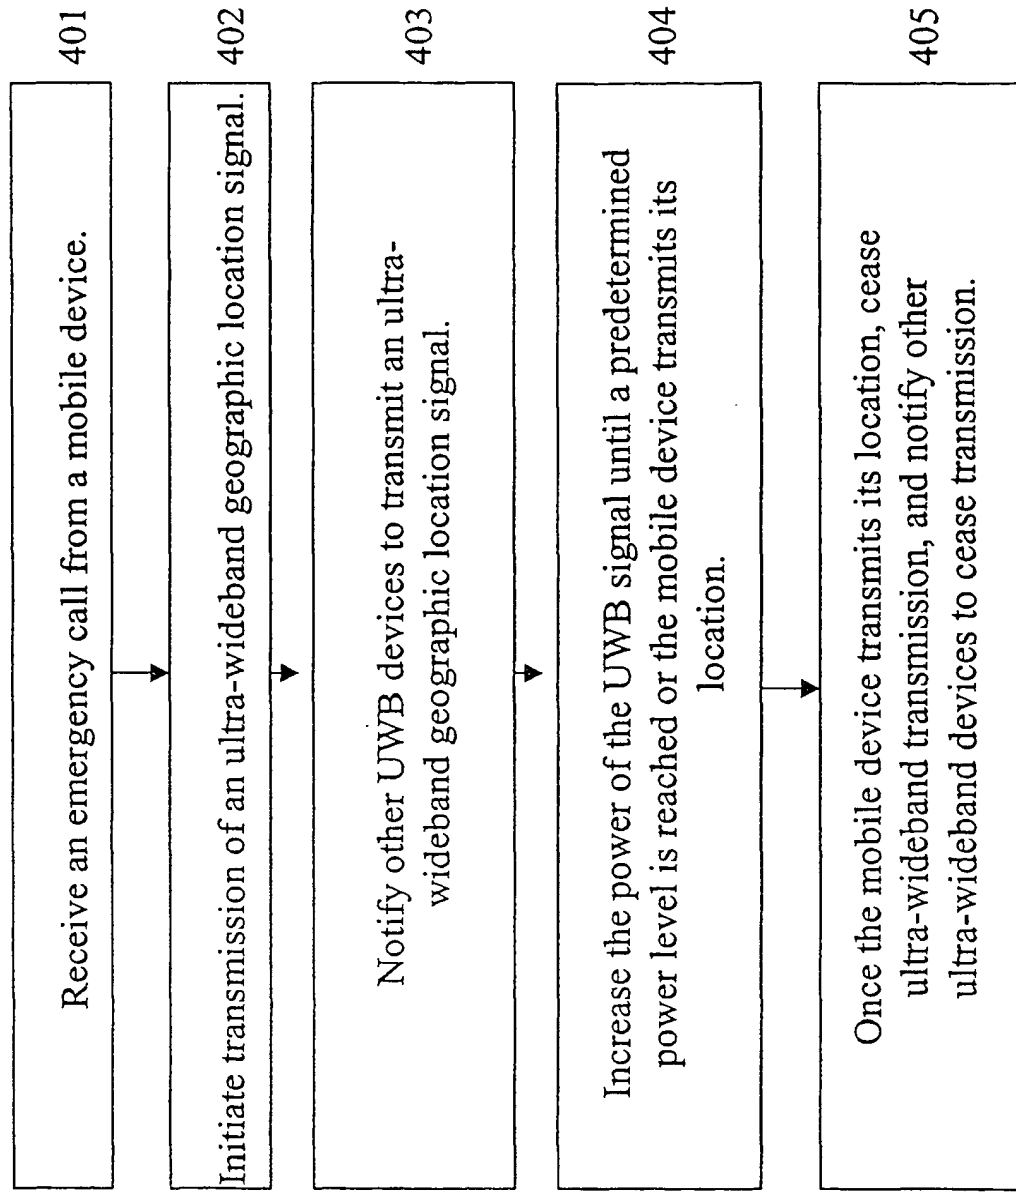 Receive an emergency call from a mobile device.
401
Initiate transmission of an ultra-wideband geographic location signal.
402
Notify other UWB devices to transmit an ultra-
wideband geographic location signal.
403
Increase the power of the UWB signal until a predetermined
power level is reached or the mobile device transmits its
location.
404
Once the mobile device transmits its location, cease
ultra-wideband transmission, and notify other
ultra-wideband devices to cease transmission.
405